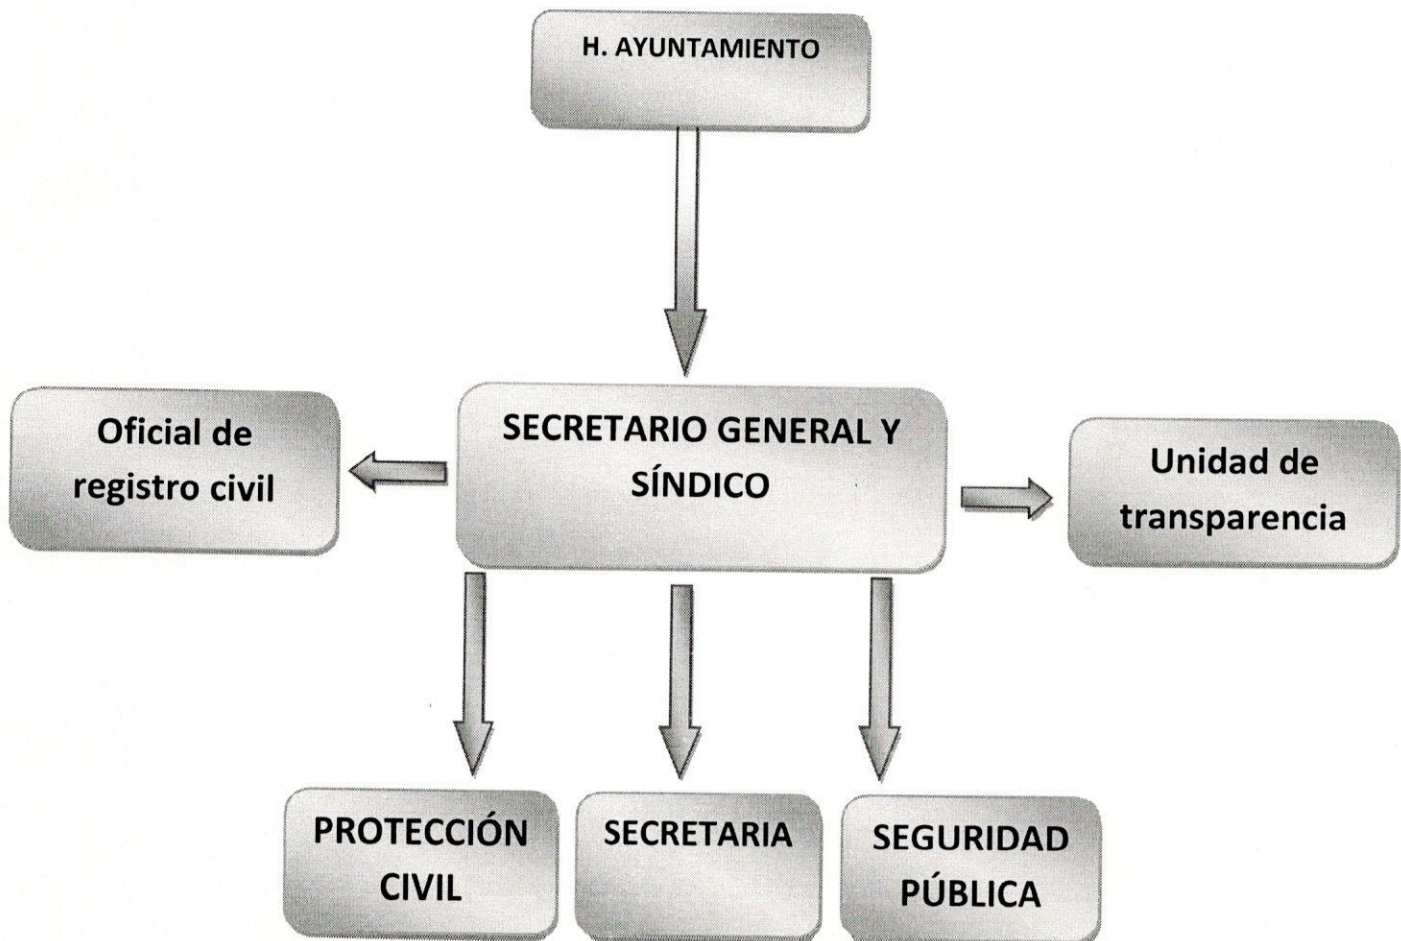 H. AYUNTAMIENTO
SECRETARIO GENERAL Y
SÍNDICO
Oficial de
registro civil
Unidad de
transparencia
PROTECCIÓN
CIVIL
SECRETARIA
SEGURIDAD
PÚBLICA